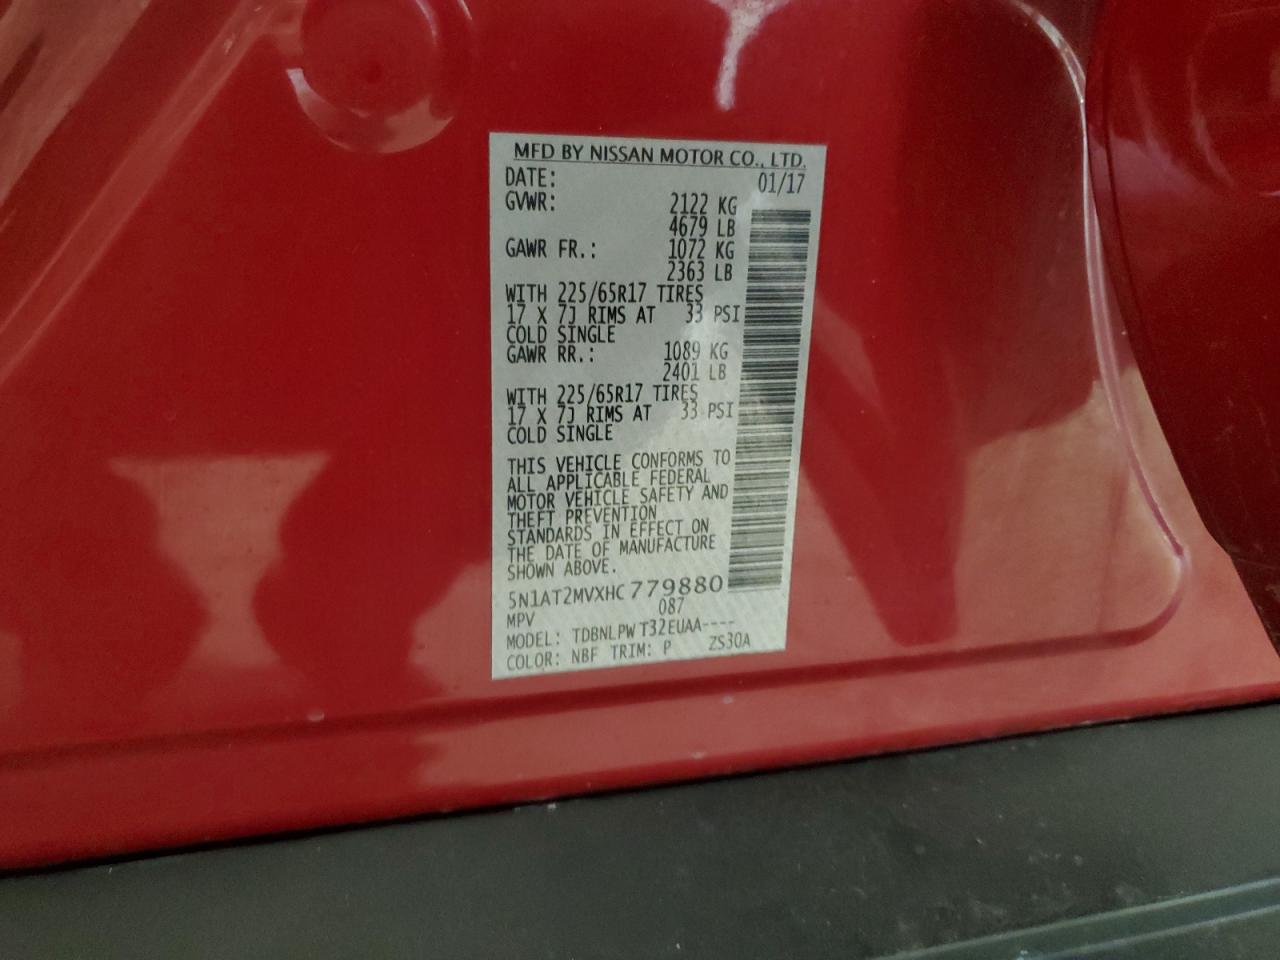 MFD BY NISSAN MOTOR CO., LTD.
DATE: 01/17
GVWR: 2122 KG
4679 LB
GAWR FR.: 1072 KG
2363 LB
WITH 225/65R17 TIRES
17 X 7J RIMS AT 33 PSI
COLD SINGLE
GAWR RR.: 1089 KG
2401 LB
WITH 225/65R17 TIRES
17 X 7J RIMS AT 33 PSI
COLD SINGLE
THIS VEHICLE CONFORMS TO
ALL APPLICABLE FEDERAL
MOTOR VEHICLE SAFETY AND
THEFT PREVENTION
STANDARDS IN EFFECT ON
THE DATE OF MANUFACTURE
SHOWN ABOVE.
5N1AT2MVXHC779880
MPV 087
MODEL: TDBNLPW T32EUAA----
COLOR: NBF TRIM: P ZS30A